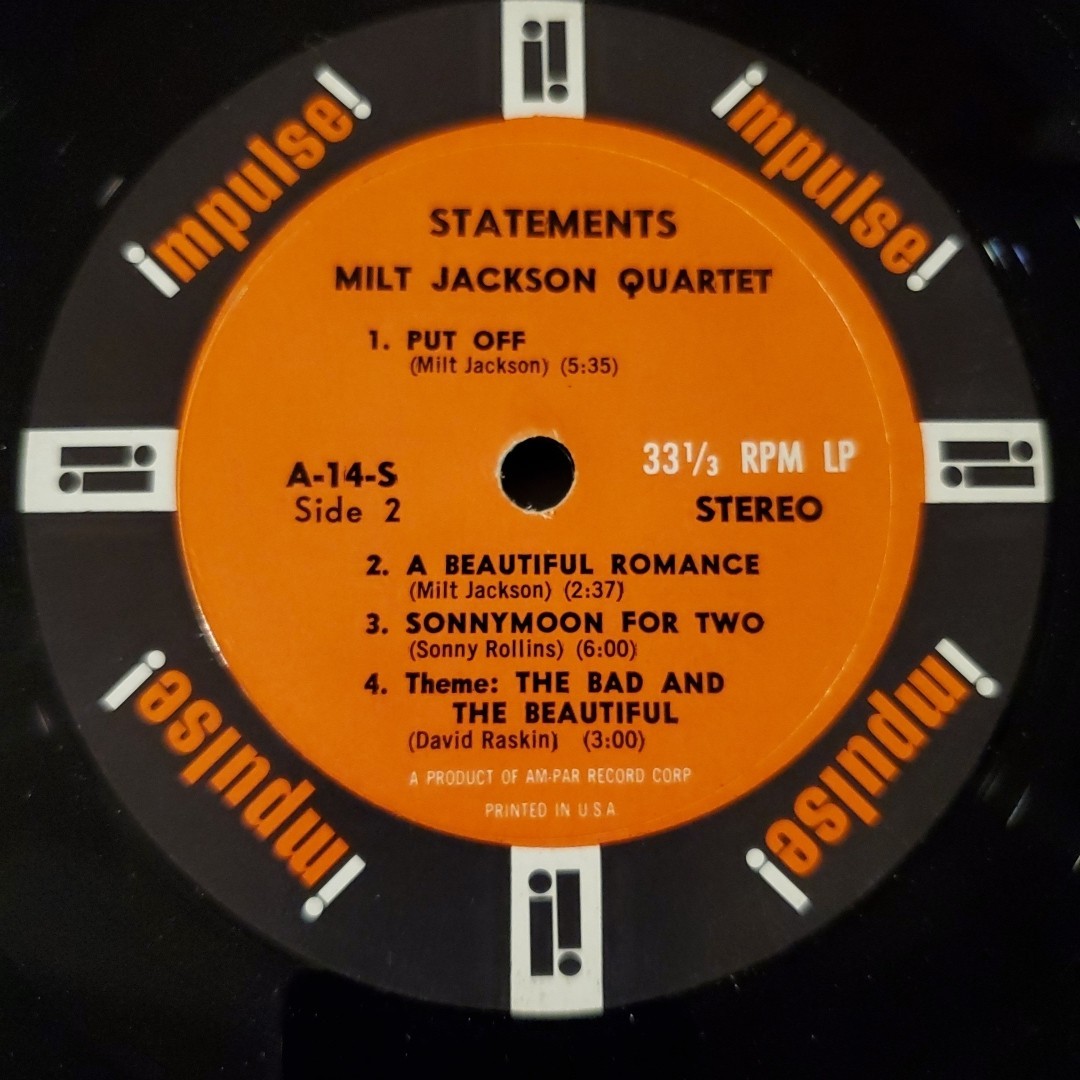 impulse!
impulse!
STATEMENTS
MILT JACKSON QUARTET
1. PUT OFF
(Milt Jackson) (5:35)
A-14-S
Side 2
33 1/3 RPM LP
STEREO
2. A BEAUTIFUL ROMANCE
(Milt Jackson) (2:37)
3. SONNYMOON FOR TWO
(Sonny Rollins) (6:00)
4. Theme: THE BAD AND
THE BEAUTIFUL
(David Raskin) (3:00)
A PRODUCT OF AM-PAR RECORD CORP
PRINTED IN U.S.A.
impulse!
impulse!